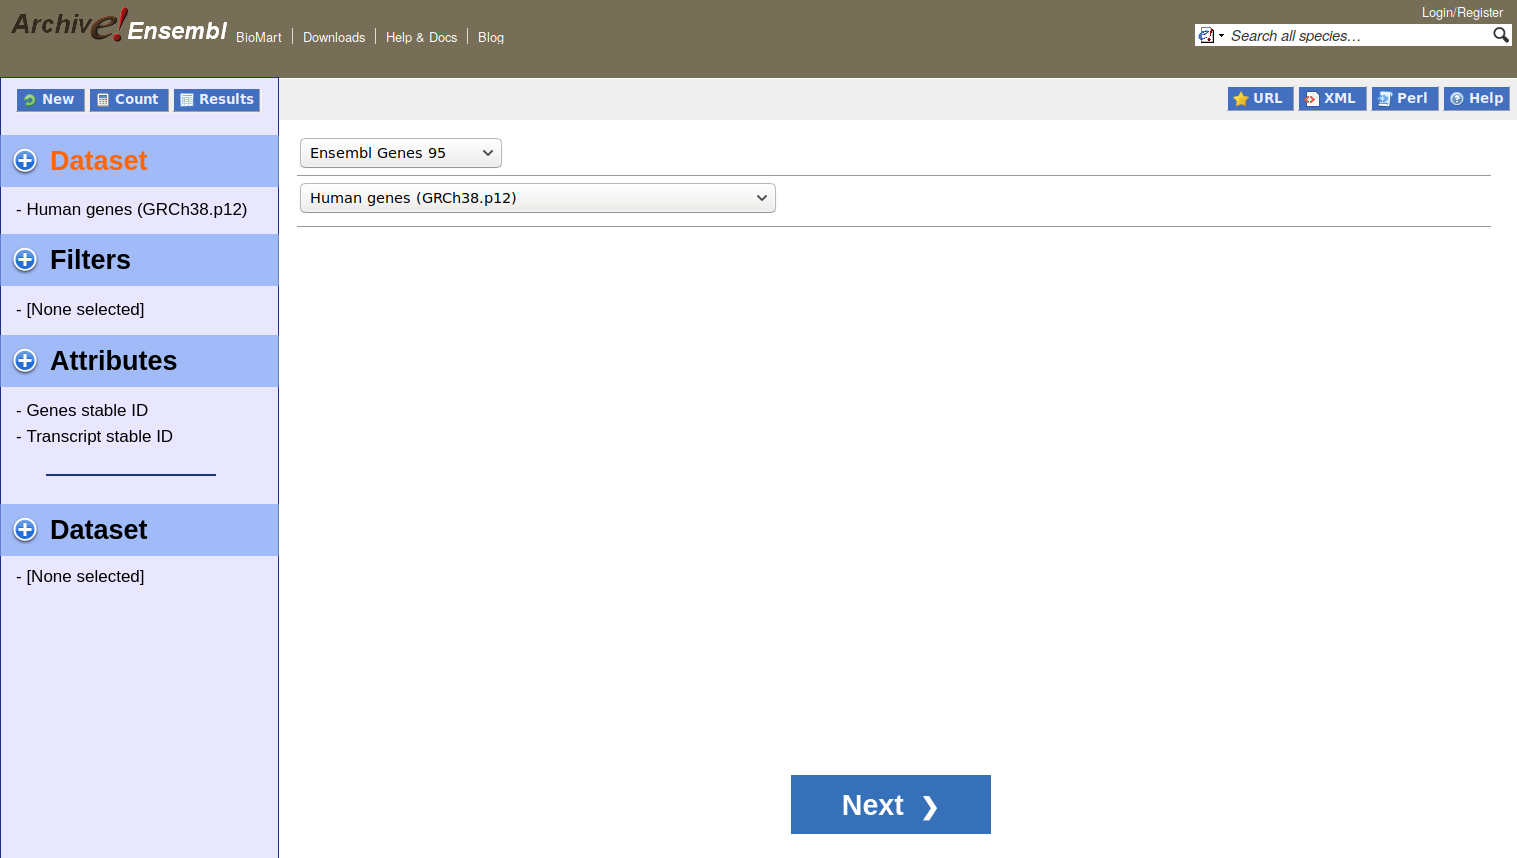 Archive! Ensembl BioMart Downloads Help & Docs Blog
Login/Register
Search all species…
New Count Results
URL XML Perl Help
Dataset
- Human genes (GRCh38.p12)
Filters
- [None selected]
Attributes
- Genes stable ID
- Transcript stable ID
Dataset
- [None selected]
Ensembl Genes 95
Human genes (GRCh38.p12)
Next ❯